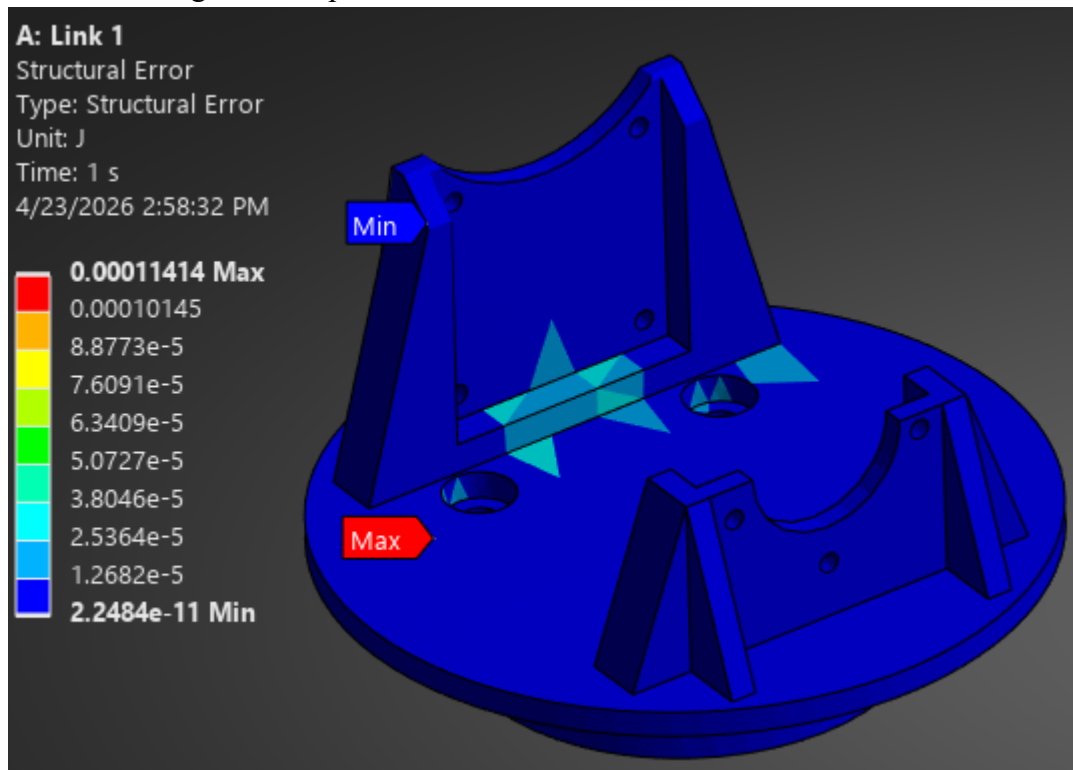 A: Link 1
Structural Error
Type: Structural Error
Unit: J
Time: 1 s
4/23/2026 2:58:32 PM
0.00011414 Max
0.00010145
8.8773e-5
7.6091e-5
6.3409e-5
5.0727e-5
3.8046e-5
2.5364e-5
1.2682e-5
2.2484e-11 Min
Min
Max